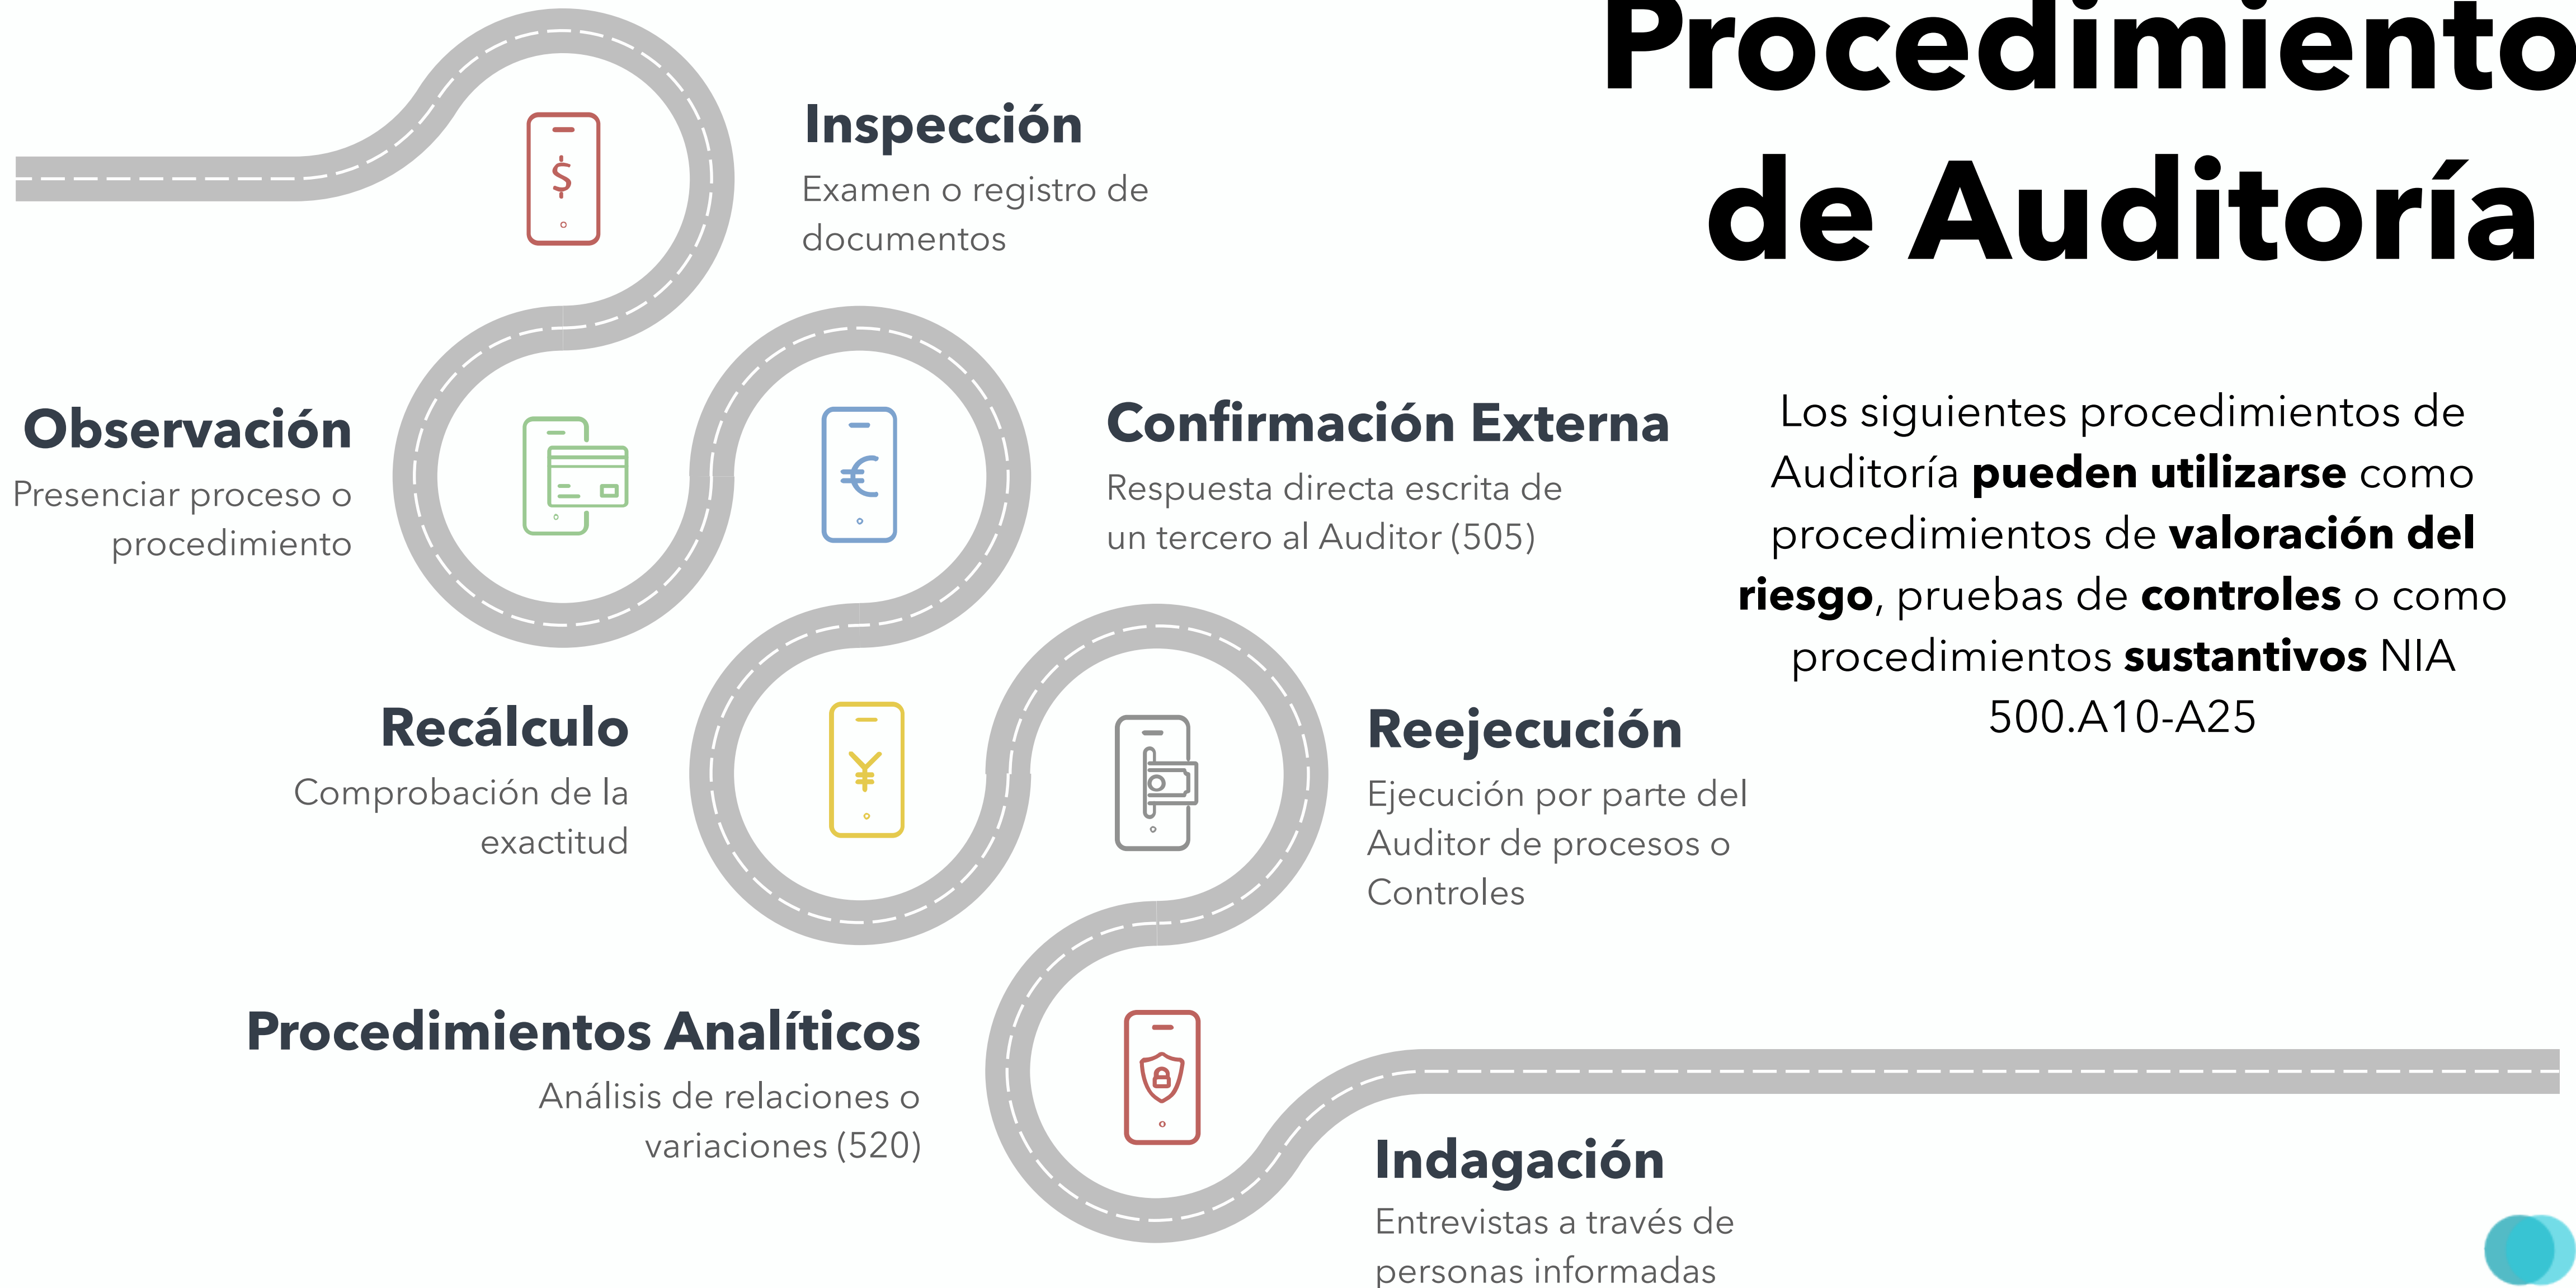 Procedimiento
de Auditoría
Los siguientes procedimientos de
Auditoría pueden utilizarse como
procedimientos de valoración del
riesgo, pruebas de controles o como
procedimientos sustantivos NIA
500.A10-A25
Inspección
Examen o registro de
documentos
Observación
Presenciar proceso o
procedimiento
Confirmación Externa
Respuesta directa escrita de
un tercero al Auditor (505)
Recálculo
Comprobación de la
exactitud
Reejecución
Ejecución por parte del
Auditor de procesos o
Controles
Procedimientos Analíticos
Análisis de relaciones o
variaciones (520)
Indagación
Entrevistas a través de
personas informadas
$
€
¥